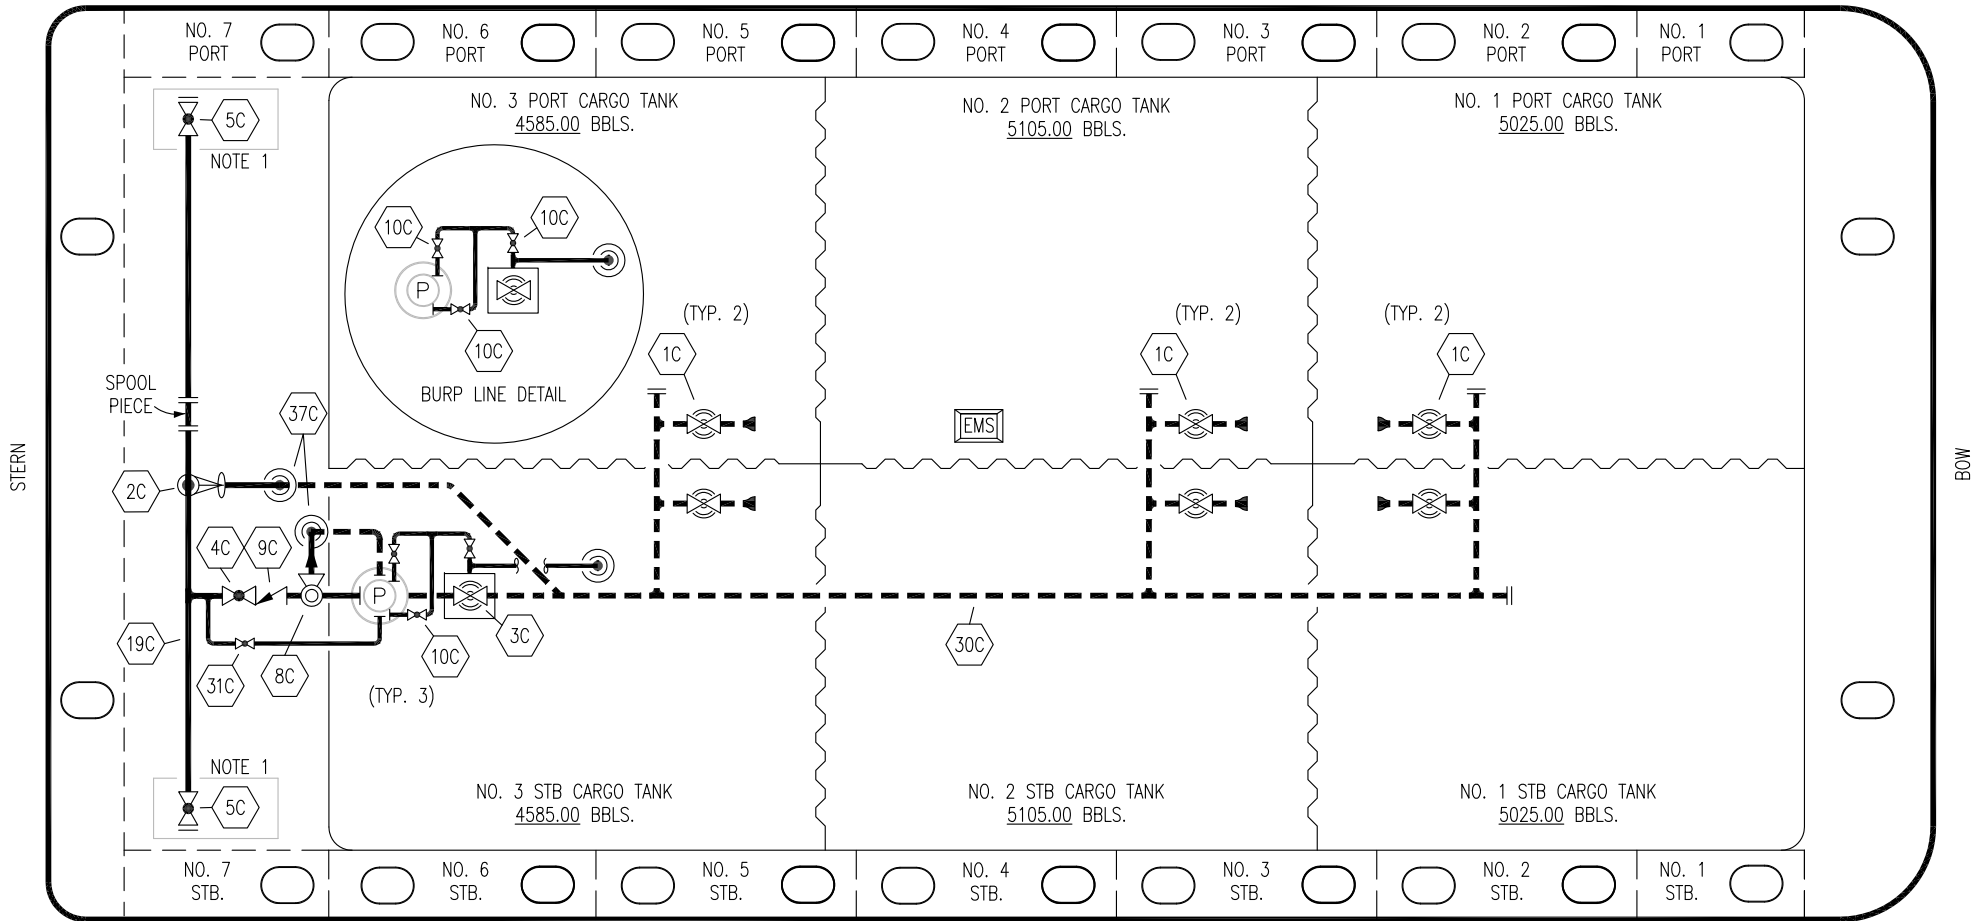 NO. 7
PORT
NO. 6
PORT
NO. 5
PORT
NO. 4
PORT
NO. 3
PORT
NO. 2
PORT
NO. 1
PORT
NO. 3 PORT CARGO TANK
4585.00 BBLS.
NO. 2 PORT CARGO TANK
5105.00 BBLS.
NO. 1 PORT CARGO TANK
5025.00 BBLS.
5C
NOTE 1
10C
10C
P
10C
BURP LINE DETAIL
(TYP. 2)
1C
(TYP. 2)
1C
(TYP. 2)
1C
SPOOL
PIECE
37C
EMS
STERN
BOW
2C
4C
9C
P
19C
31C
8C
10C
3C
30C
(TYP. 3)
NOTE 1
5C
NO. 3 STB CARGO TANK
4585.00 BBLS.
NO. 2 STB CARGO TANK
5105.00 BBLS.
NO. 1 STB CARGO TANK
5025.00 BBLS.
NO. 7
STB.
NO. 6
STB.
NO. 5
STB.
NO. 4
STB.
NO. 3
STB.
NO. 2
STB.
NO. 1
STB.